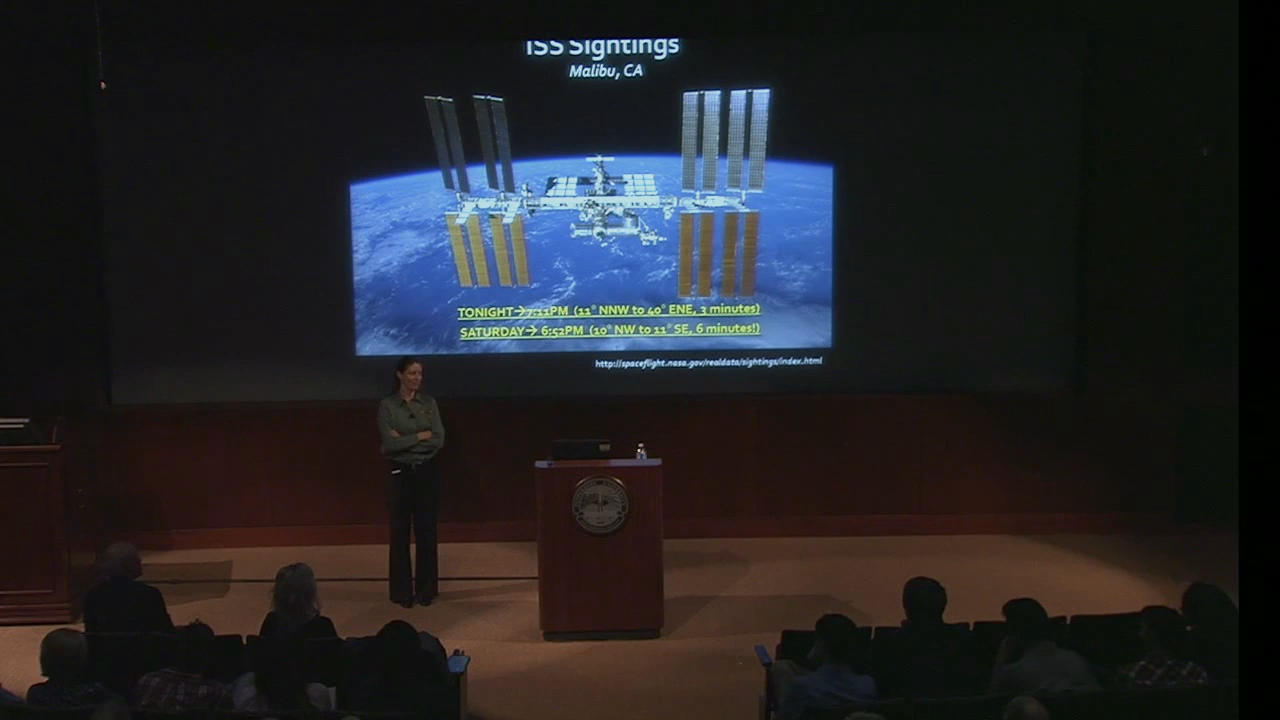 ISS Sightings
Malibu, CA
TONIGHT→7:11PM (11° NNW to 40° ENE, 3 minutes)
SATURDAY→ 6:52PM (10° NW to 11° SE, 6 minutes!)
http://spaceflight.nasa.gov/realdata/sightings/index.html